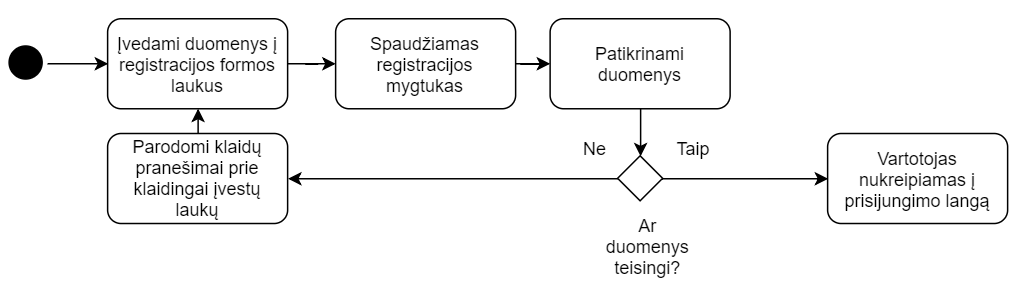 Įvedami duomenys į
registracijos formos
laukus
Spaudžiamas
registracijos
mygtukas
Patikrinami
duomenys
Parodomi klaidų
pranešimai prie
klaidingai įvestų
laukų
Ne
Taip
Ar
duomenys
teisingi?
Vartotojas
nukreipiamas į
prisijungimo langą